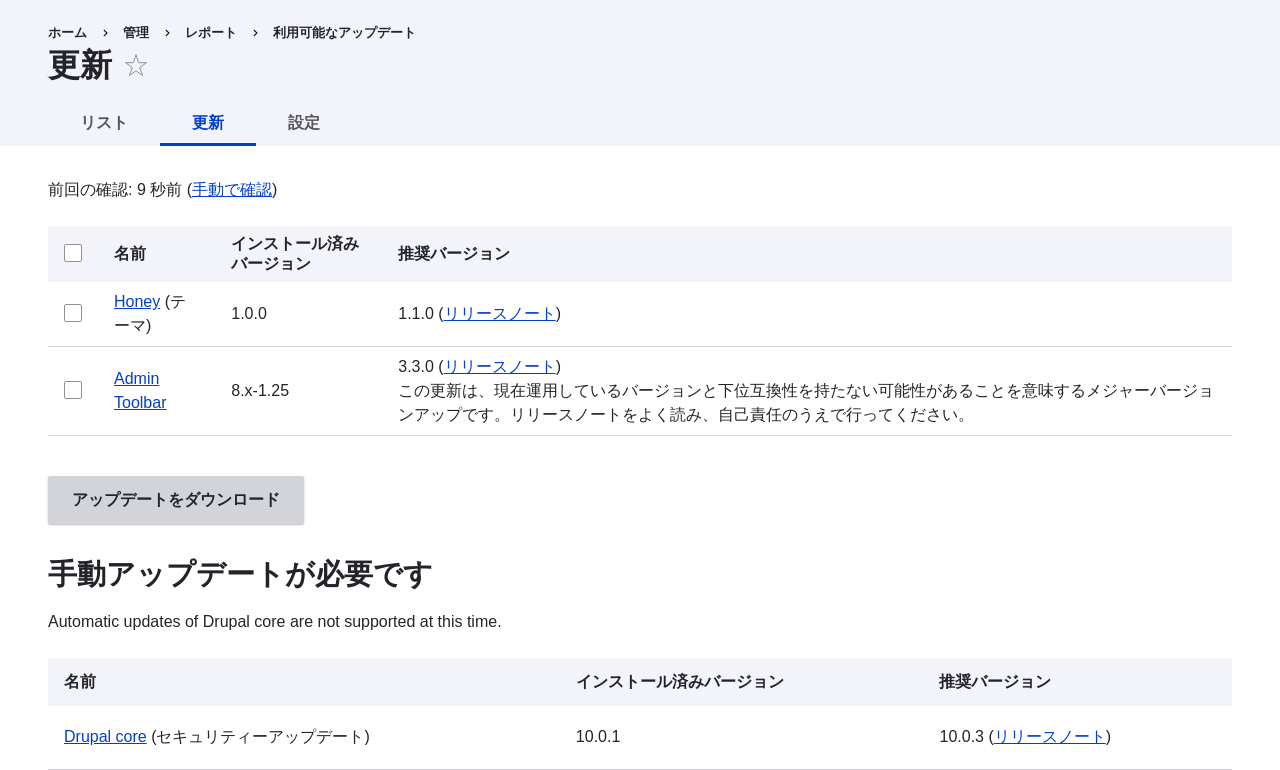 ホーム › 管理 › レポート › 利用可能なアップデート
更新 ☆
リスト 更新 設定
前回の確認: 9 秒前 (手動で確認)
名前 インストール済み
バージョン 推奨バージョン
Honey (テ
ーマ) 1.0.0 1.1.0 (リリースノート)
Admin
Toolbar 8.x-1.25 3.3.0 (リリースノート)
この更新は、現在運用しているバージョンと下位互換性を持たない可能性があることを意味するメジャーバージョ
ンアップです。リリースノートをよく読み、自己責任のうえで行ってください。
アップデートをダウンロード
手動アップデートが必要です
Automatic updates of Drupal core are not supported at this time.
名前 インストール済みバージョン 推奨バージョン
Drupal core (セキュリティーアップデート) 10.0.1 10.0.3 (リリースノート)